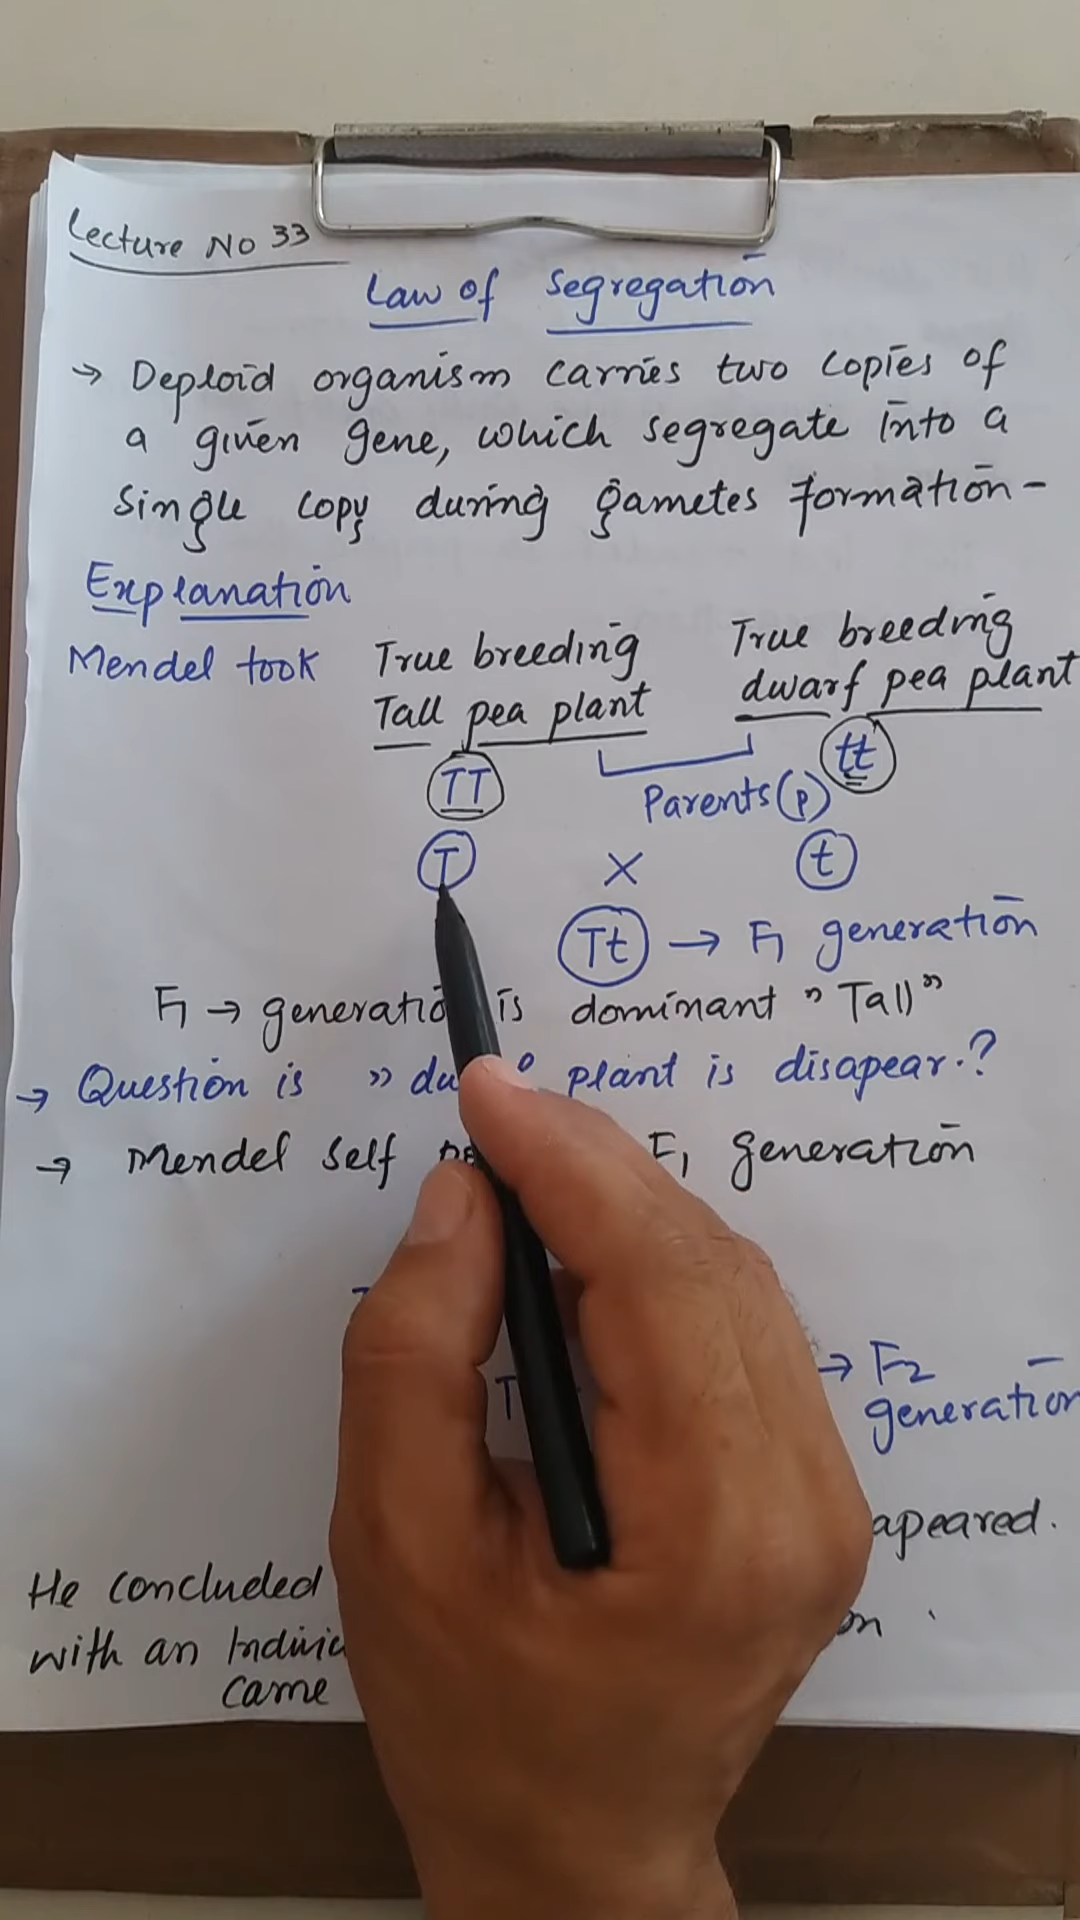 Lecture No 33
Law of segregation
→ Deploid organism carries two copies of
a given gene, which segregate into a
single copy during gametes formation-
Explanation
Mendel took True breeding Tall pea plant
True breeding dwarf pea plant
TT
tt
Parents (p)
T × t
Tt → F1 generation
F1 → generation is dominant "Tall"
→ Question is " plant is disapear.?
→ Mendel self F1 generation
→ F2
generation
apeared.
He concluded
with an
came